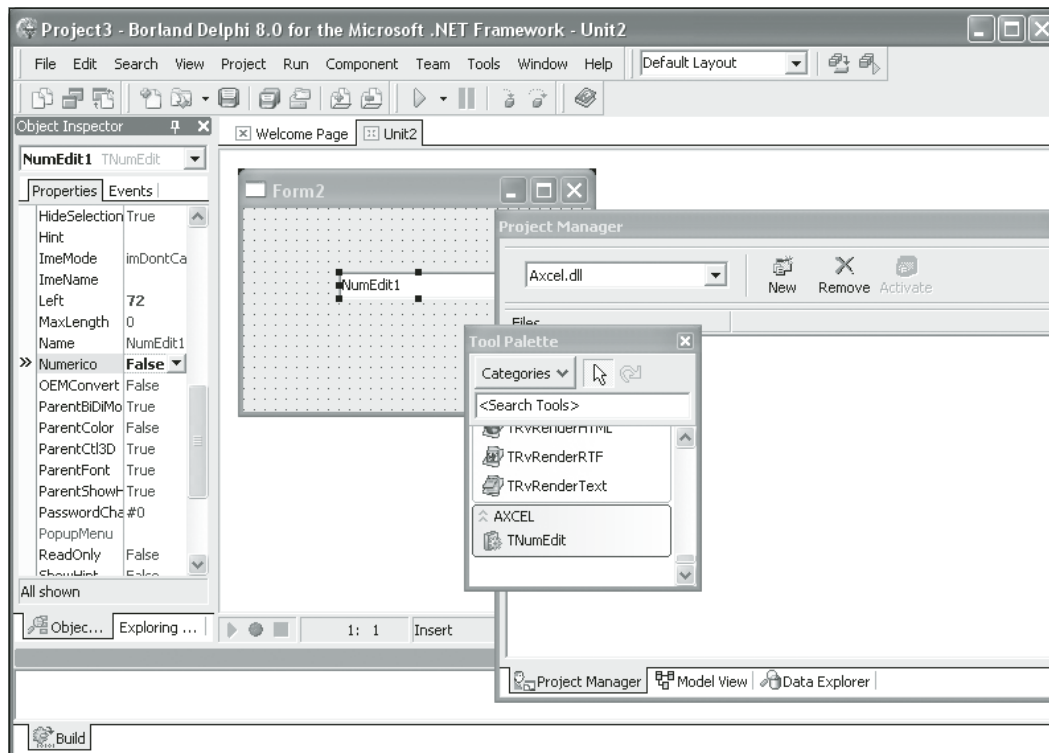 Project3 - Borland Delphi 8.0 for the Microsoft .NET Framework - Unit2
File Edit Search View Project Run Component Team Tools Window Help
Default Layout
Object Inspector
NumEdit1 TNumEdit
Properties Events
HideSelection True
Hint
ImeMode imDontCa
ImeName
Left 72
MaxLength 0
Name NumEdit1
Numerico False
OEMConvert False
ParentBiDiMo True
ParentColor False
ParentCtl3D True
ParentFont True
ParentShowH True
PasswordCha #0
PopupMenu
ReadOnly False
ShowHint False
All shown
Objec... Exploring ...
Welcome Page Unit2
Form2
NumEdit1
1: 1 Insert
Project Manager
Axcel.dll
New Remove Activate
Files
Tool Palette
Categories
<Search Tools>
TRvRenderHTML
TRvRenderRTF
TRvRenderText
AXCEL
TNumEdit
Project Manager Model View Data Explorer
Build